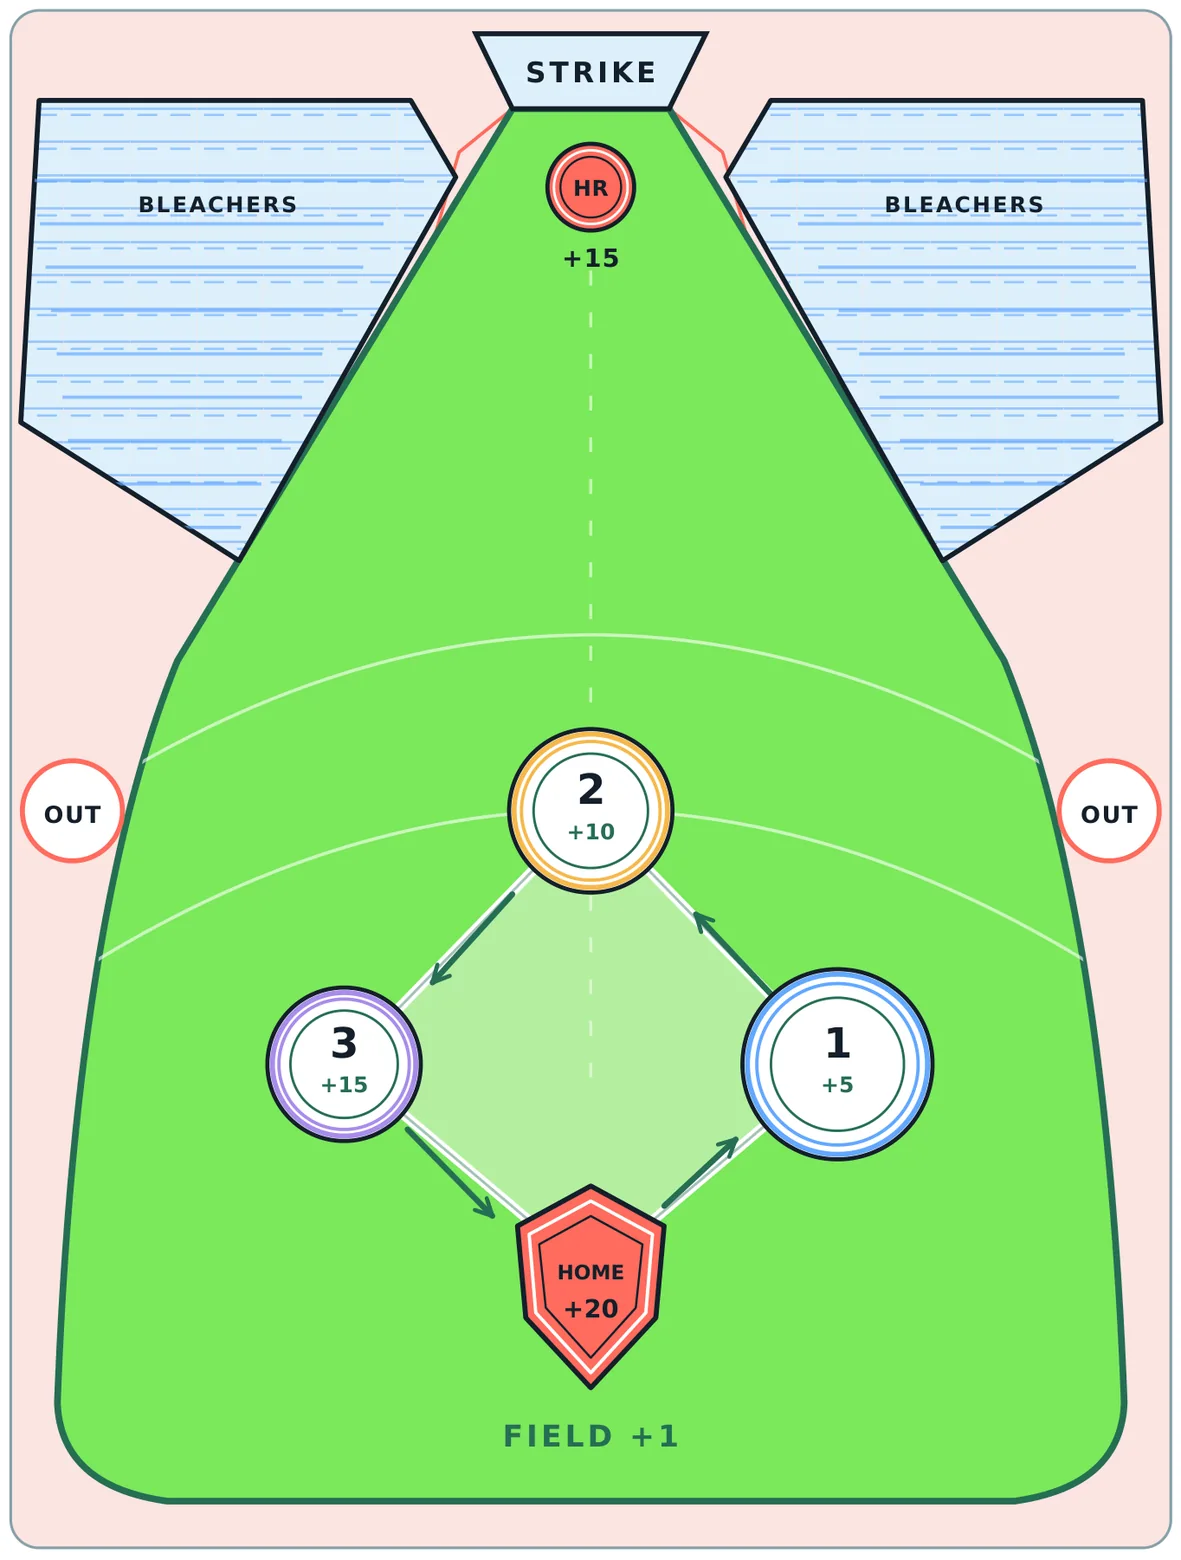 STRIKE
HR
BLEACHERS
BLEACHERS
+15
2
+10
OUT
OUT
3
+15
1
+5
HOME
+20
FIELD +1